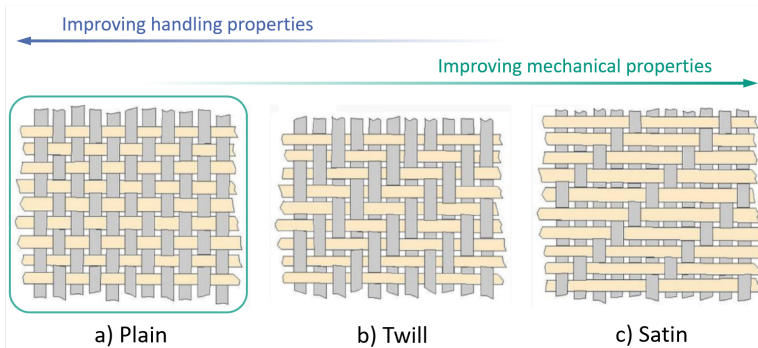 Improving handling properties
Improving mechanical properties
a) Plain
b) Twill
c) Satin